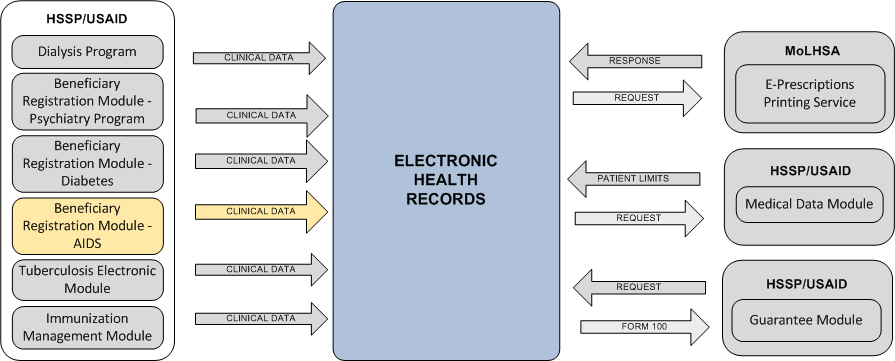 HSSP/USAID
Dialysis Program
Beneficiary
Registration Module -
Psychiatry Program
Beneficiary
Registration Module -
Diabetes
Beneficiary
Registration Module -
AIDS
Tuberculosis Electronic
Module
Immunization
Management Module
CLINICAL DATA
CLINICAL DATA
CLINICAL DATA
CLINICAL DATA
CLINICAL DATA
CLINICAL DATA
ELECTRONIC
HEALTH
RECORDS
RESPONSE
REQUEST
PATIENT LIMITS
REQUEST
REQUEST
FORM 100
MoLHSA
E-Prescriptions
Printing Service
HSSP/USAID
Medical Data Module
HSSP/USAID
Guarantee Module